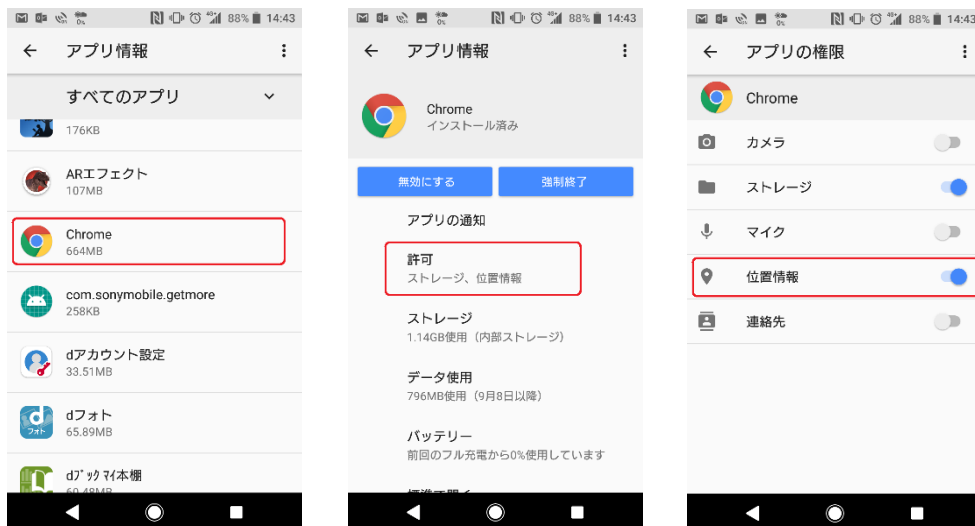 88% 14:43
アプリ情報
すべてのアプリ
176KB
ARエフェクト
107MB
Chrome
664MB
com.sonymobile.getmore
258KB
dアカウント設定
33.51MB
dフォト
65.89MB
dブック マイ本棚
60.48MB
88% 14:43
アプリ情報
Chrome
インストール済み
無効にする 強制終了
アプリの通知
許可
ストレージ、位置情報
ストレージ
1.14GB使用（内部ストレージ）
データ使用
796MB使用（9月8日以降）
バッテリー
前回のフル充電から0%使用しています
88% 14:43
アプリの権限
Chrome
カメラ
ストレージ
マイク
位置情報
連絡先